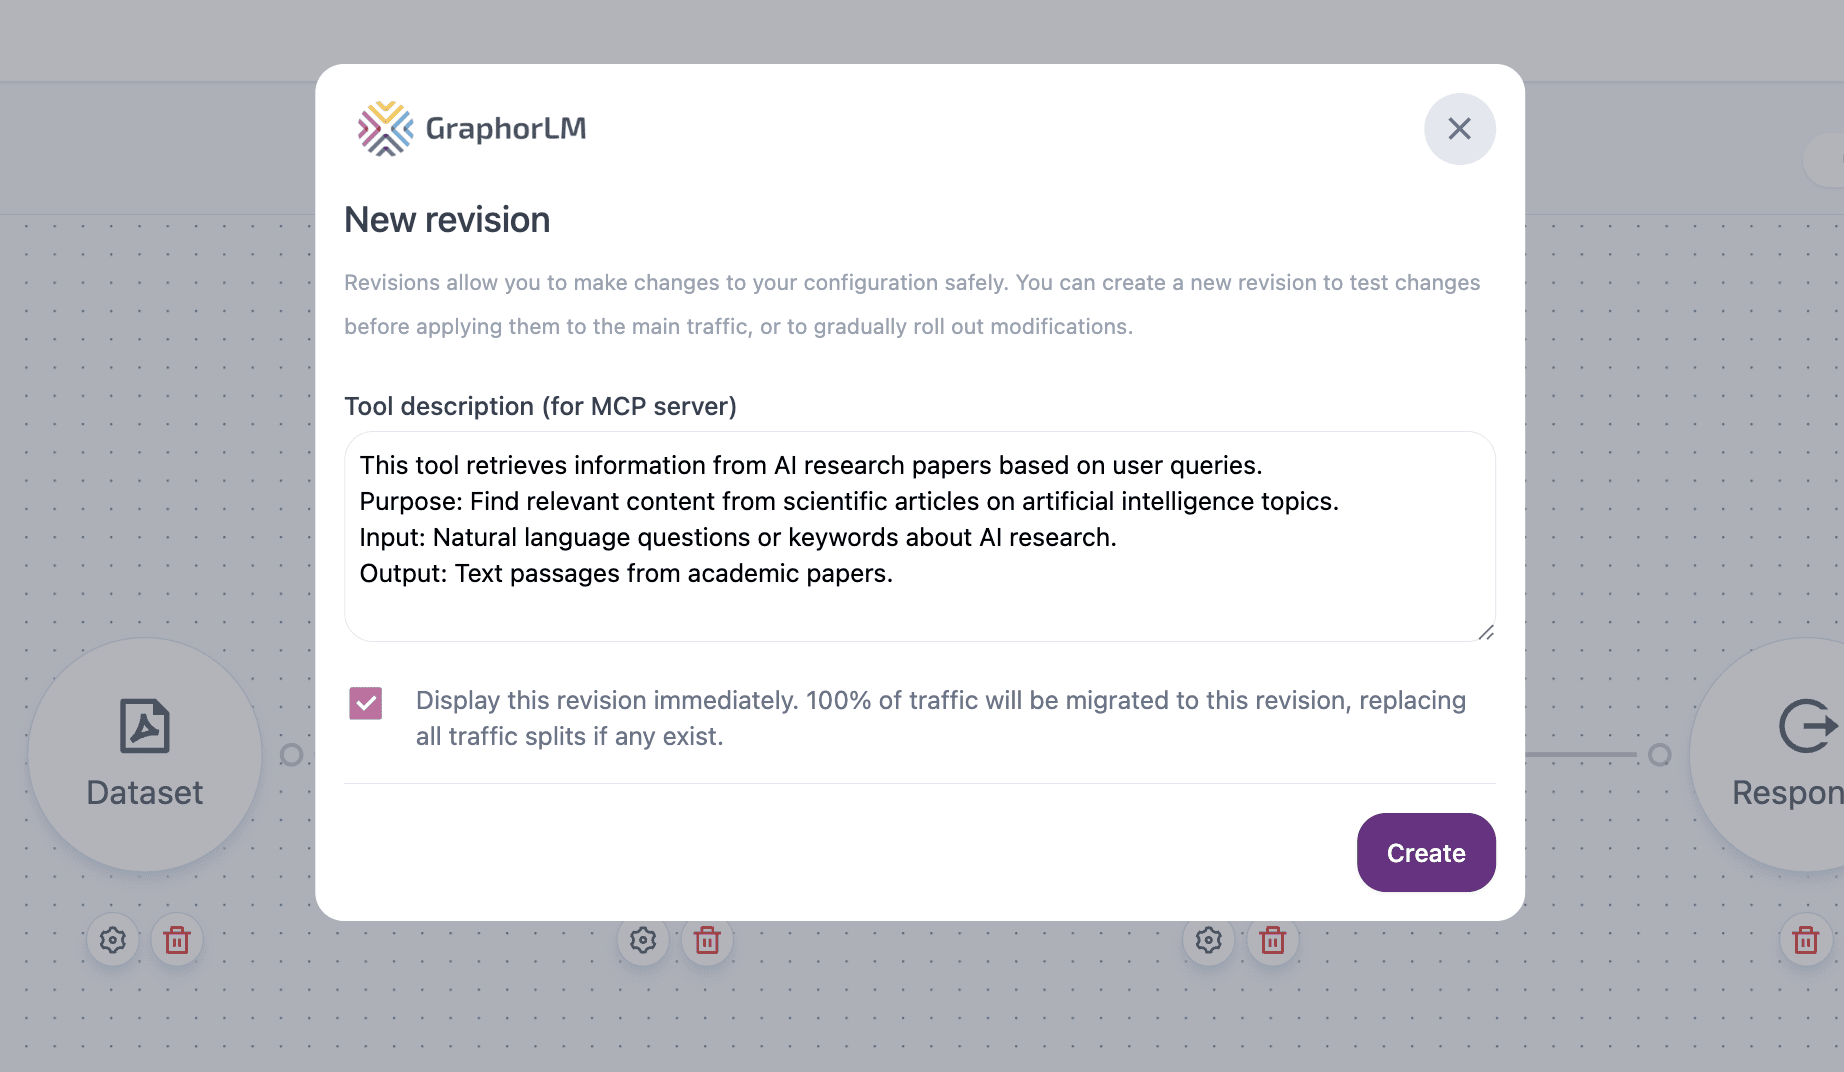 GraphorLM
New revision
Revisions allow you to make changes to your configuration safely. You can create a new revision to test changes
before applying them to the main traffic, or to gradually roll out modifications.
Tool description (for MCP server)
This tool retrieves information from AI research papers based on user queries.
Purpose: Find relevant content from scientific articles on artificial intelligence topics.
Input: Natural language questions or keywords about AI research.
Output: Text passages from academic papers.
Display this revision immediately. 100% of traffic will be migrated to this revision, replacing
all traffic splits if any exist.
Dataset
Respon
Create